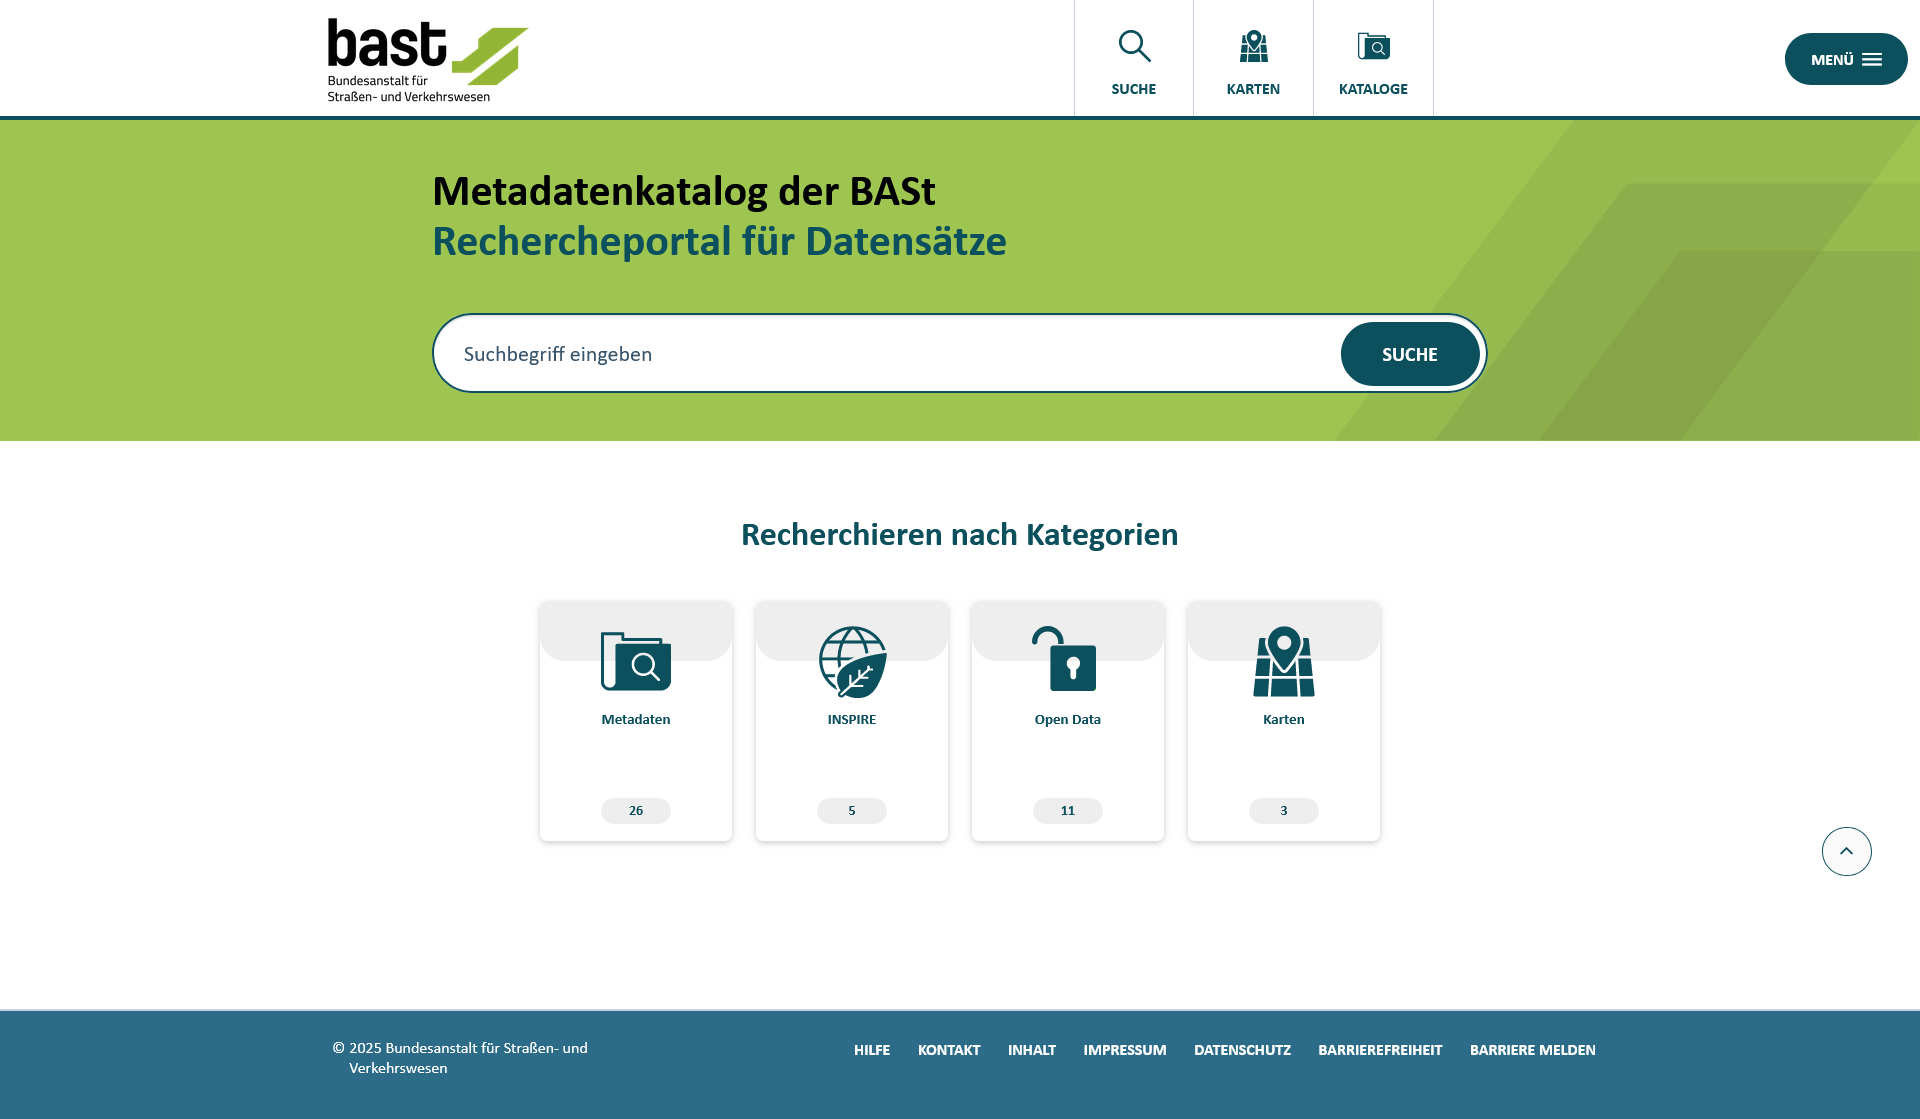 bast
Bundesanstalt für
Straßen- und Verkehrswesen
SUCHE
KARTEN
KATALOGE
MENÜ
Metadatenkatalog der BASt
Rechercheportal für Datensätze
Suchbegriff eingeben
SUCHE
Recherchieren nach Kategorien
Metadaten
26
INSPIRE
5
Open Data
11
Karten
3
© 2025 Bundesanstalt für Straßen- und
Verkehrswesen
HILFE
KONTAKT
INHALT
IMPRESSUM
DATENSCHUTZ
BARRIEREFREIHEIT
BARRIERE MELDEN